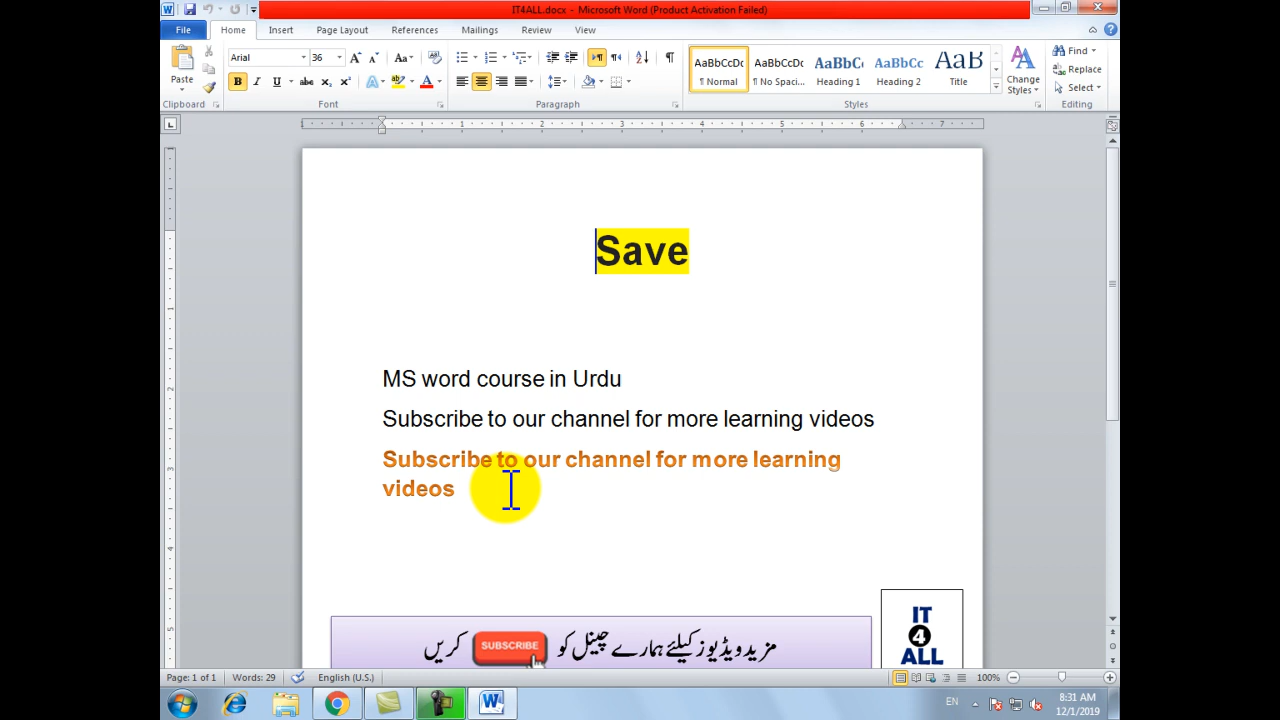 IT4ALL.docx - Microsoft Word (Product Activation Failed)
File Home Insert Page Layout References Mailings Review View
Arial 36
Paste
AaBbCcDc AaBbCcDc AaBbC AaBbCc AaB
¶ Normal ¶ No Spaci... Heading 1 Heading 2 Title
Change Styles
Find
Replace
Select
Clipboard Font Paragraph Styles Editing
Save
MS word course in Urdu
Subscribe to our channel for more learning videos
Subscribe to our channel for more learning
videos
مزید ویڈیوز کیلئے ہمارے چینل کو SUBSCRIBE کریں
IT
4
ALL
Page: 1 of 1 Words: 29 English (U.S.) 100%
EN 8:31 AM
12/1/2019